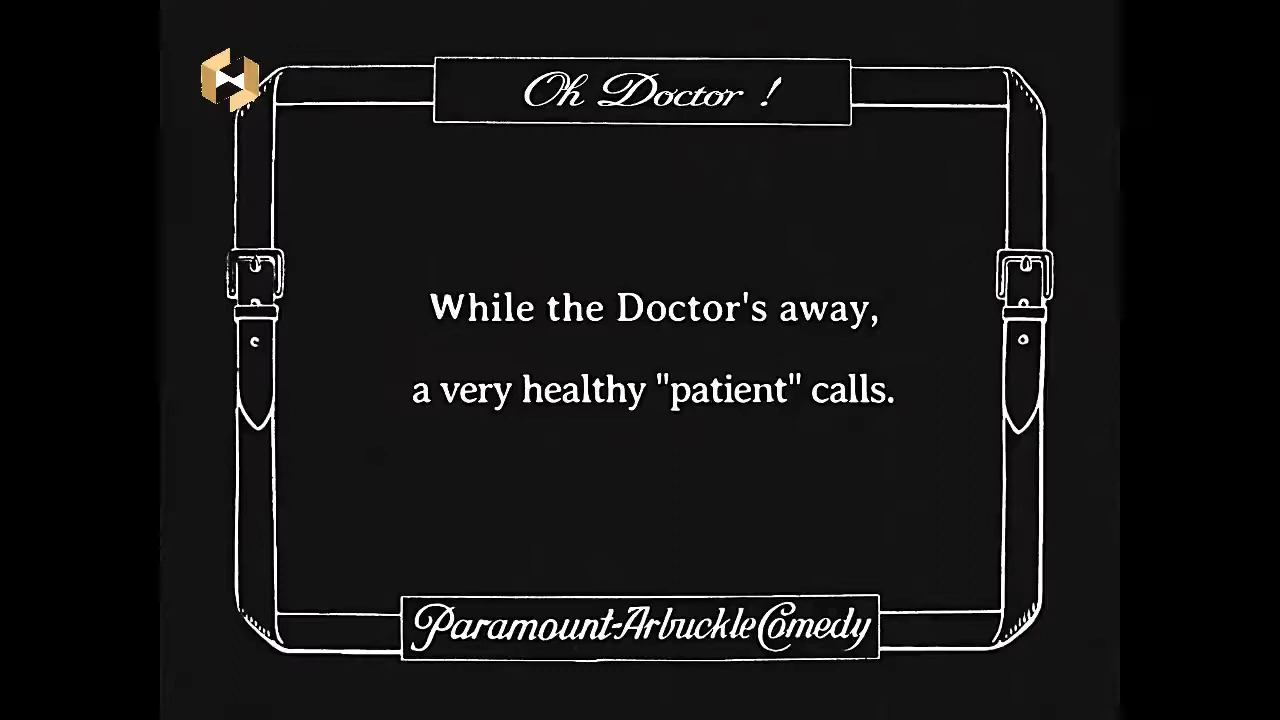 Oh Doctor !
While the Doctor's away,
a very healthy "patient" calls.
Paramount-Arbuckle Comedy